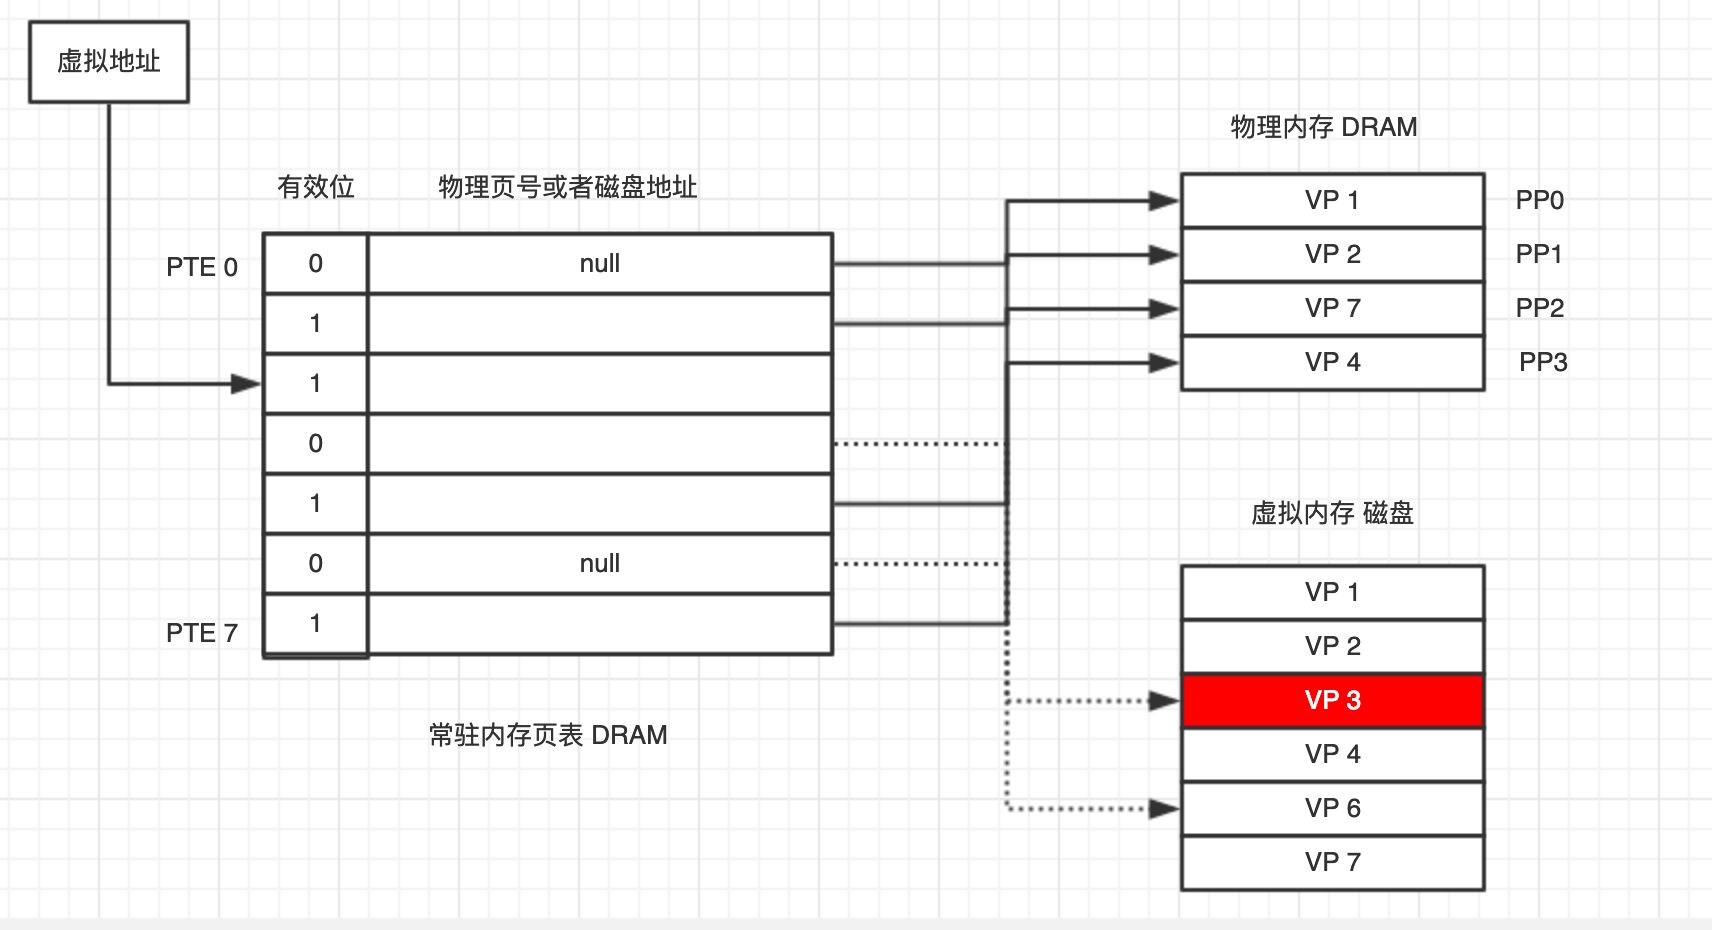 虚拟地址
物理内存 DRAM
有效位
物理页号或者磁盘地址
VP 1
PP0
VP 2
PP1
VP 7
PP2
VP 4
PP3
PTE 0
0
null
1
1
0
1
0
null
PTE 7
1
常驻内存页表 DRAM
虚拟内存 磁盘
VP 1
VP 2
VP 3
VP 4
VP 6
VP 7